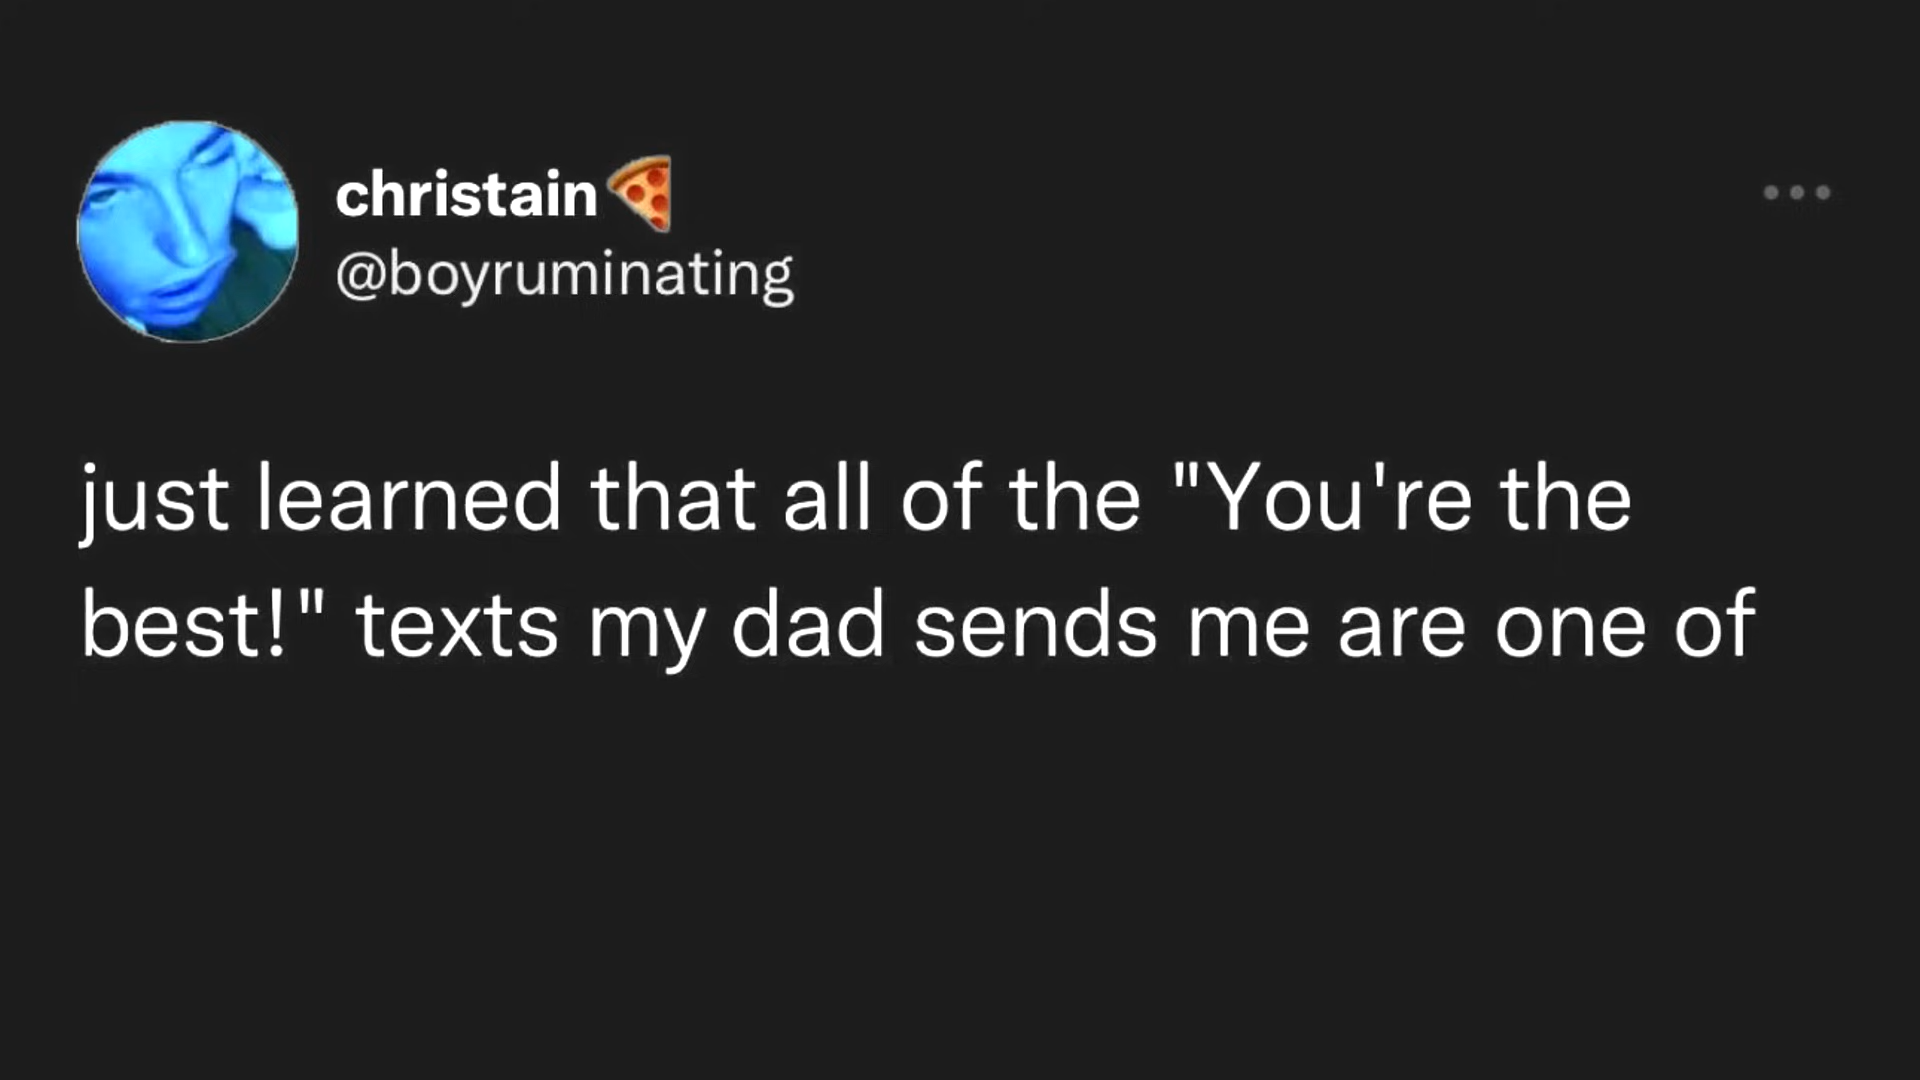 christain🍕
@boyruminating
just learned that all of the "You're the
best!" texts my dad sends me are one of